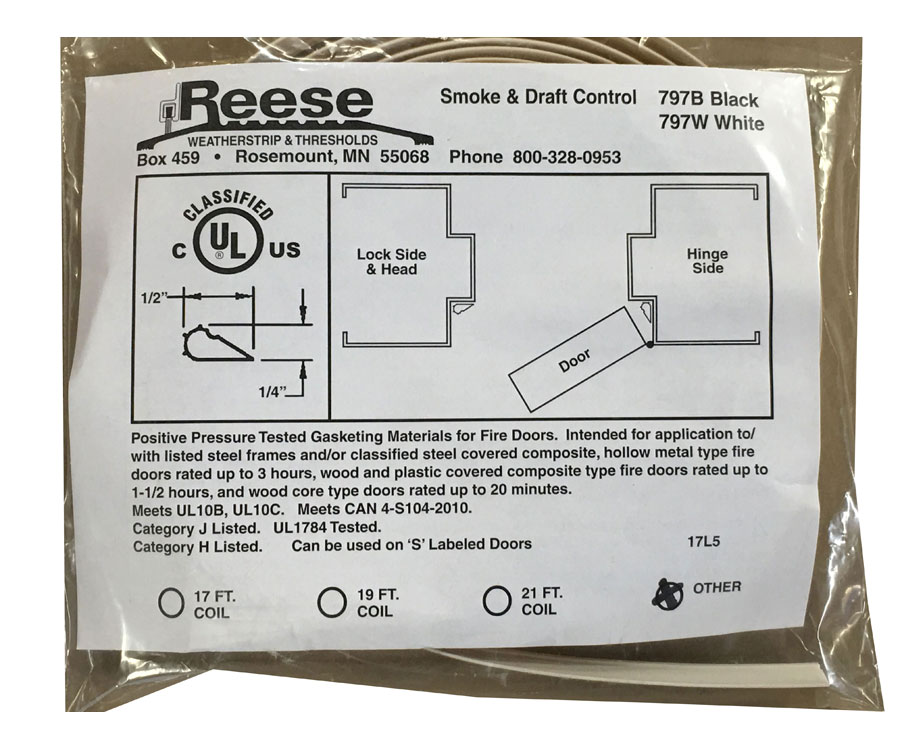 Reese
WEATHERSTRIP & THRESHOLDS
Box 459 • Rosemount, MN 55068 Phone 800-328-0953
Smoke & Draft Control 797B Black
797W White
CLASSIFIED
C UL® US
1/2"
1/4"
Lock Side
& Head
Hinge
Side
Door
Positive Pressure Tested Gasketing Materials for Fire Doors. Intended for application to/
with listed steel frames and/or classified steel covered composite, hollow metal type fire
doors rated up to 3 hours, wood and plastic covered composite type fire doors rated up to
1-1/2 hours, and wood core type doors rated up to 20 minutes.
Meets UL10B, UL10C. Meets CAN 4-S104-2010.
Category J Listed. UL1784 Tested.
Category H Listed. Can be used on 'S' Labeled Doors
17L5
17 FT.
COIL
19 FT.
COIL
21 FT.
COIL
OTHER